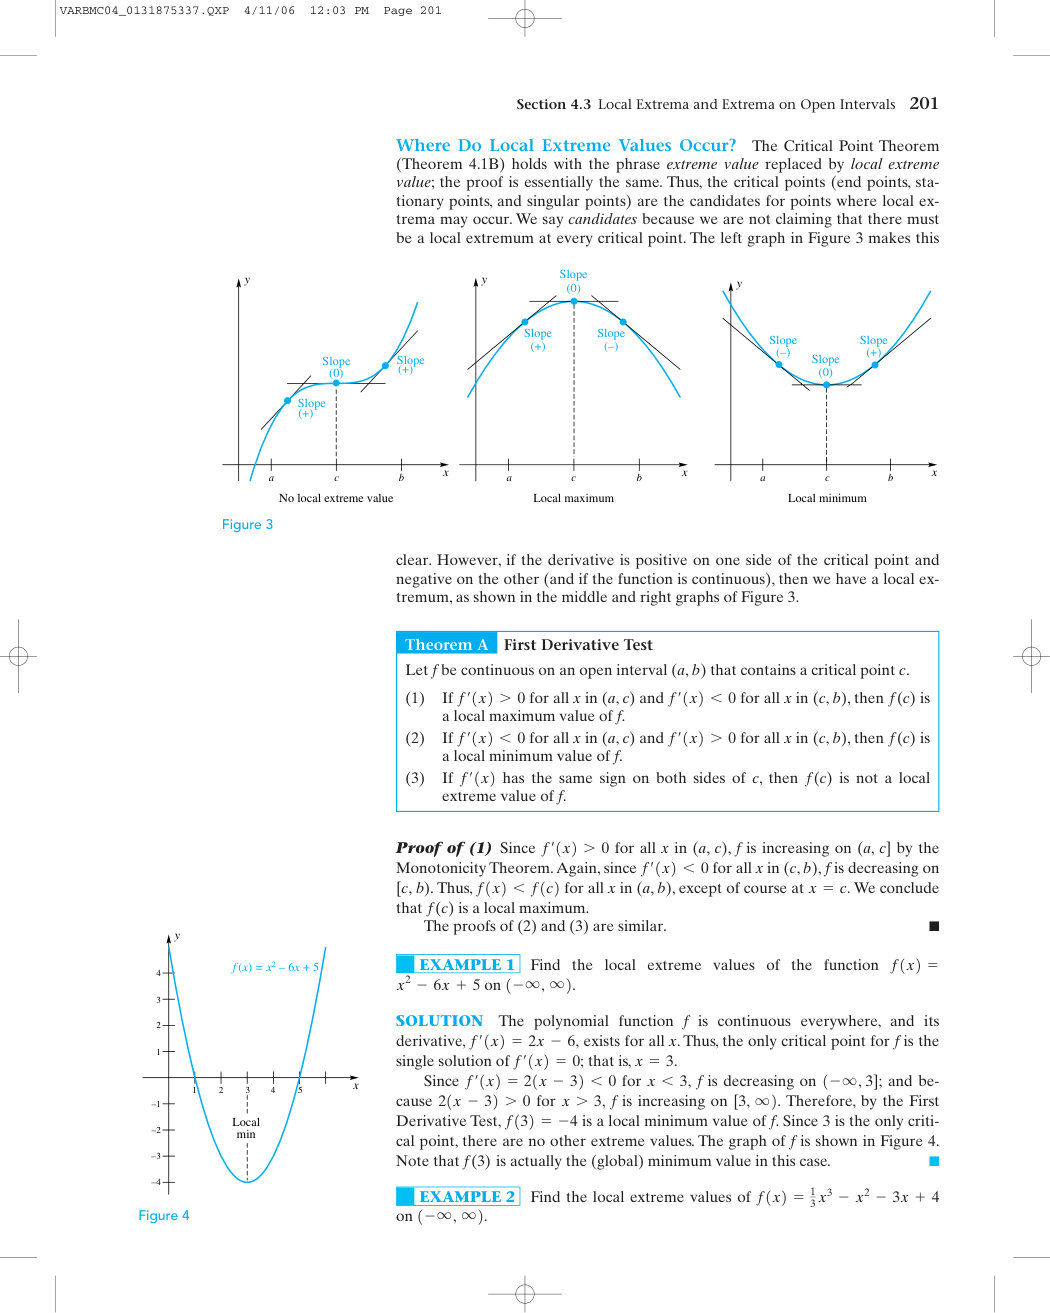 VARBMC04_0131875337.QXP 4/11/06 12:03 PM Page 201
Section 4.3 Local Extrema and Extrema on Open Intervals 201
Where Do Local Extreme Values Occur? The Critical Point Theorem
(Theorem 4.1B) holds with the phrase extreme value replaced by local extreme
value; the proof is essentially the same. Thus, the critical points (end points, sta-
tionary points, and singular points) are the candidates for points where local ex-
trema may occur. We say candidates because we are not claiming that there must
be a local extremum at every critical point. The left graph in Figure 3 makes this
y
Slope
(0)
Slope
(+)
Slope
(+)
a
c
b
x
No local extreme value
y
Slope
(0)
Slope
(+)
Slope
(–)
a
c
b
x
Local maximum
y
Slope
(–)
Slope
(0)
Slope
(+)
a
c
b
x
Local minimum
Figure 3
clear. However, if the derivative is positive on one side of the critical point and
negative on the other (and if the function is continuous), then we have a local ex-
tremum, as shown in the middle and right graphs of Figure 3.
Theorem A First Derivative Test
Let f be continuous on an open interval (a, b) that contains a critical point c.
(1) If f′(x) > 0 for all x in (a, c) and f′(x) < 0 for all x in (c, b), then f(c) is
a local maximum value of f.
(2) If f′(x) < 0 for all x in (a, c) and f′(x) > 0 for all x in (c, b), then f(c) is
a local minimum value of f.
(3) If f′(x) has the same sign on both sides of c, then f(c) is not a local
extreme value of f.
Proof of (1) Since f′(x) > 0 for all x in (a, c), f is increasing on (a, c] by the
Monotonicity Theorem. Again, since f′(x) < 0 for all x in (c, b), f is decreasing on
[c, b). Thus, f(x) < f(c) for all x in (a, b), except of course at x = c. We conclude
that f(c) is a local maximum.
The proofs of (2) and (3) are similar. ■
EXAMPLE 1 Find the local extreme values of the function f(x) =
x² − 6x + 5 on (−∞, ∞).
SOLUTION The polynomial function f is continuous everywhere, and its
derivative, f′(x) = 2x − 6, exists for all x. Thus, the only critical point for f is the
single solution of f′(x) = 0; that is, x = 3.
Since f′(x) = 2(x − 3) < 0 for x < 3, f is decreasing on (−∞, 3]; and be-
cause 2(x − 3) > 0 for x > 3, f is increasing on [3, ∞). Therefore, by the First
Derivative Test, f(3) = −4 is a local minimum value of f. Since 3 is the only criti-
cal point, there are no other extreme values. The graph of f is shown in Figure 4.
Note that f(3) is actually the (global) minimum value in this case. ■
y
f(x) = x² – 6x + 5
4
3
2
1
1 2 3 4 5
x
–1
–2
–3
–4
Local
min
Figure 4
EXAMPLE 2 Find the local extreme values of f(x) = ⅓x³ − x² − 3x + 4
on (−∞, ∞).